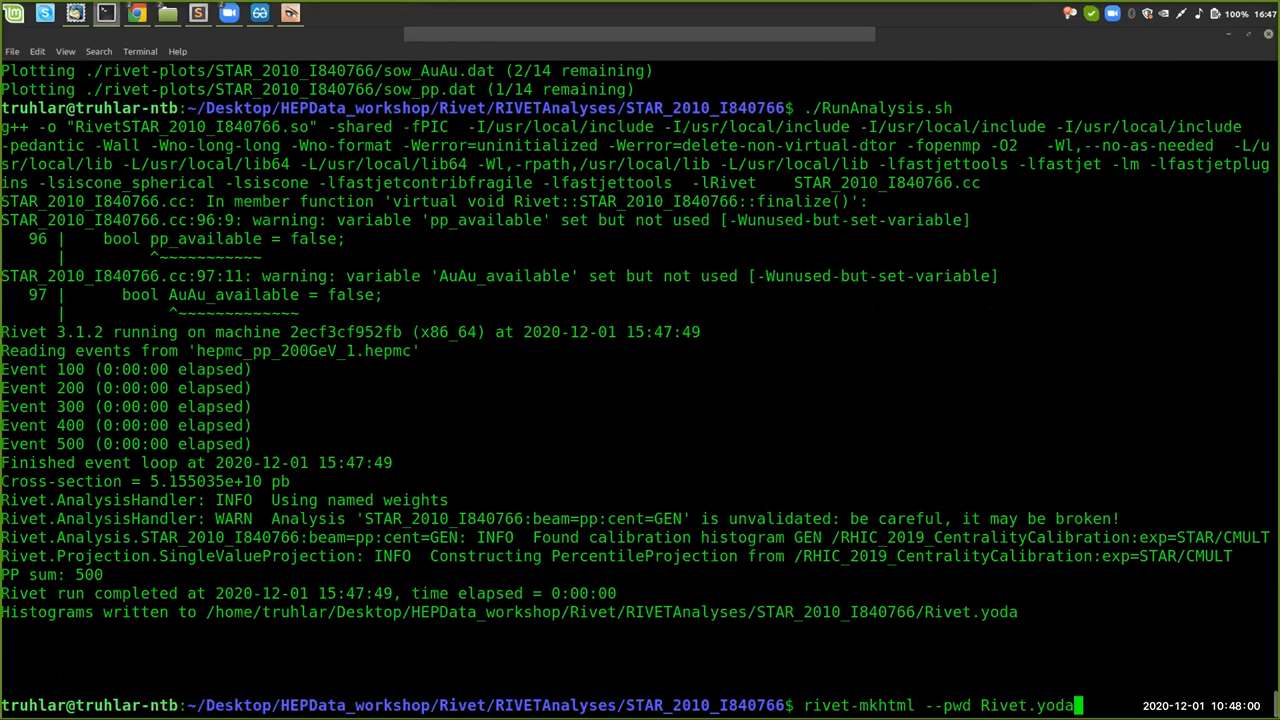 100%
16:47
File Edit View Search Terminal Help
Plotting ./rivet-plots/STAR_2010_I840766/sow_AuAu.dat (2/14 remaining)
Plotting ./rivet-plots/STAR_2010_I840766/sow_pp.dat (1/14 remaining)
truhlar@truhlar-ntb:~/Desktop/HEPData_workshop/Rivet/RIVETAnalyses/STAR_2010_I840766$ ./RunAnalysis.sh
g++ -o "RivetSTAR_2010_I840766.so" -shared -fPIC  -I/usr/local/include -I/usr/local/include -I/usr/local/include -I/usr/local/include
-pedantic -Wall -Wno-long-long -Wno-format -Werror=uninitialized -Werror=delete-non-virtual-dtor -fopenmp -O2   -Wl,--no-as-needed -L/u
sr/local/lib -L/usr/local/lib64 -L/usr/local/lib64 -Wl,-rpath,/usr/local/lib -L/usr/local/lib -lfastjettools -lfastjet -lm -lfastjetplug
ins -lsiscone_spherical -lsiscone -lfastjetcontribfragile -lfastjettools  -lRivet    STAR_2010_I840766.cc
STAR_2010_I840766.cc: In member function 'virtual void Rivet::STAR_2010_I840766::finalize()':
STAR_2010_I840766.cc:96:9: warning: variable 'pp_available' set but not used [-Wunused-but-set-variable]
   96 |      bool pp_available = false;
      |           ^~~~~~~~~~~~
STAR_2010_I840766.cc:97:11: warning: variable 'AuAu_available' set but not used [-Wunused-but-set-variable]
   97 |        bool AuAu_available = false;
      |             ^~~~~~~~~~~~~~
Rivet 3.1.2 running on machine 2ecf3cf952fb (x86_64) at 2020-12-01 15:47:49
Reading events from 'hepmc_pp_200GeV_1.hepmc'
Event 100 (0:00:00 elapsed)
Event 200 (0:00:00 elapsed)
Event 300 (0:00:00 elapsed)
Event 400 (0:00:00 elapsed)
Event 500 (0:00:00 elapsed)
Finished event loop at 2020-12-01 15:47:49
Cross-section = 5.155035e+10 pb
Rivet.AnalysisHandler: INFO  Using named weights
Rivet.AnalysisHandler: WARN  Analysis 'STAR_2010_I840766:beam=pp:cent=GEN' is unvalidated: be careful, it may be broken!
Rivet.Analysis.STAR_2010_I840766:beam=pp:cent=GEN: INFO  Found calibration histogram GEN /RHIC_2019_CentralityCalibration:exp=STAR/CMULT
Rivet.Projection.SingleValueProjection: INFO  Constructing PercentileProjection from /RHIC_2019_CentralityCalibration:exp=STAR/CMULT
PP sum: 500
Rivet run completed at 2020-12-01 15:47:49, time elapsed = 0:00:00
Histograms written to /home/truhlar/Desktop/HEPData_workshop/Rivet/RIVETAnalyses/STAR_2010_I840766/Rivet.yoda
truhlar@truhlar-ntb:~/Desktop/HEPData_workshop/Rivet/RIVETAnalyses/STAR_2010_I840766$ rivet-mkhtml --pwd Rivet.yoda
2020-12-01 10:48:00